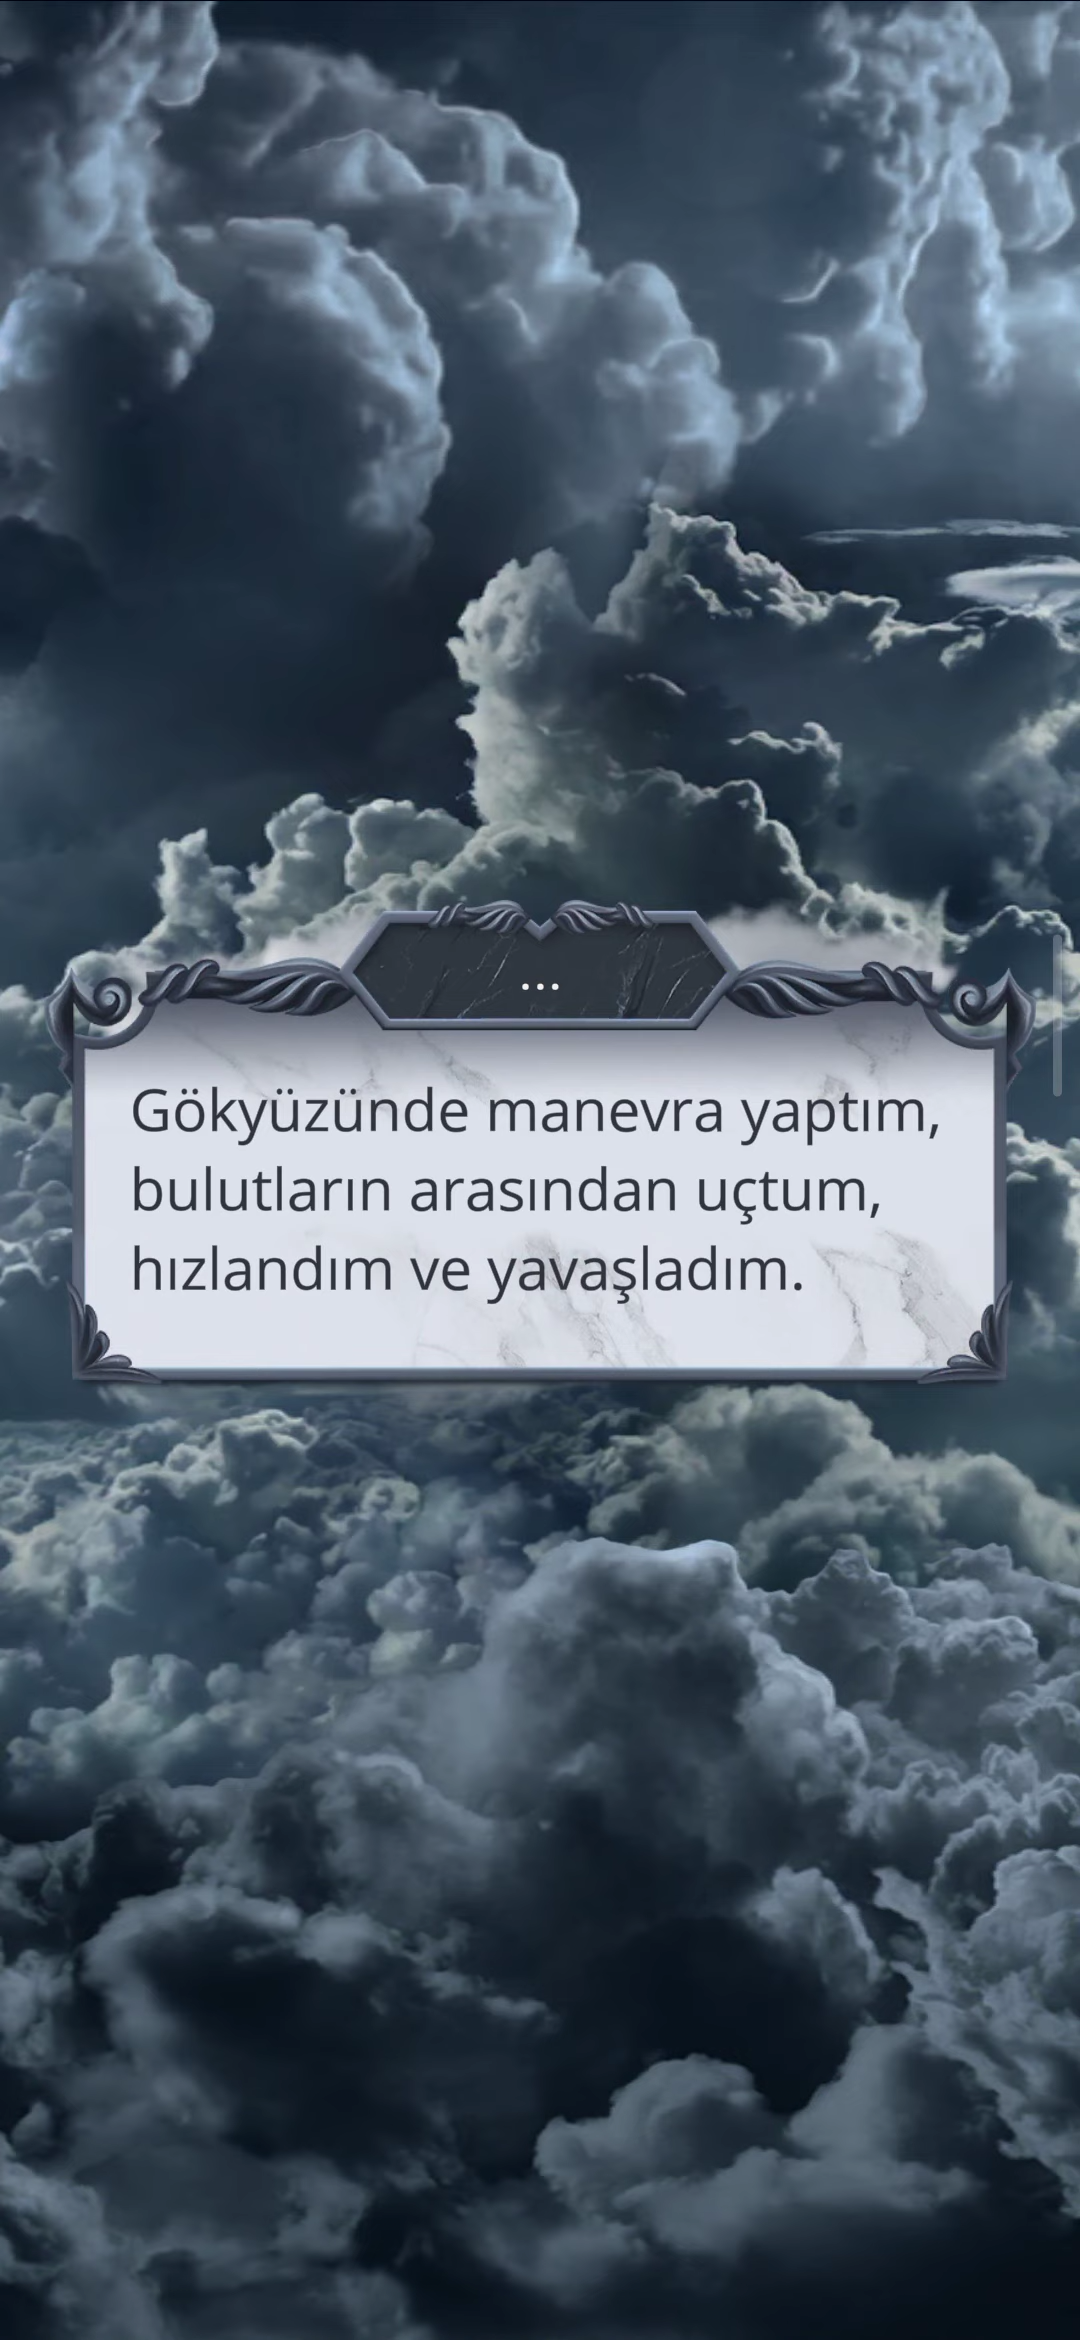 ...
Gökyüzünde manevra yaptım,
bulutların arasından uçtum,
hızlandım ve yavaşladım.